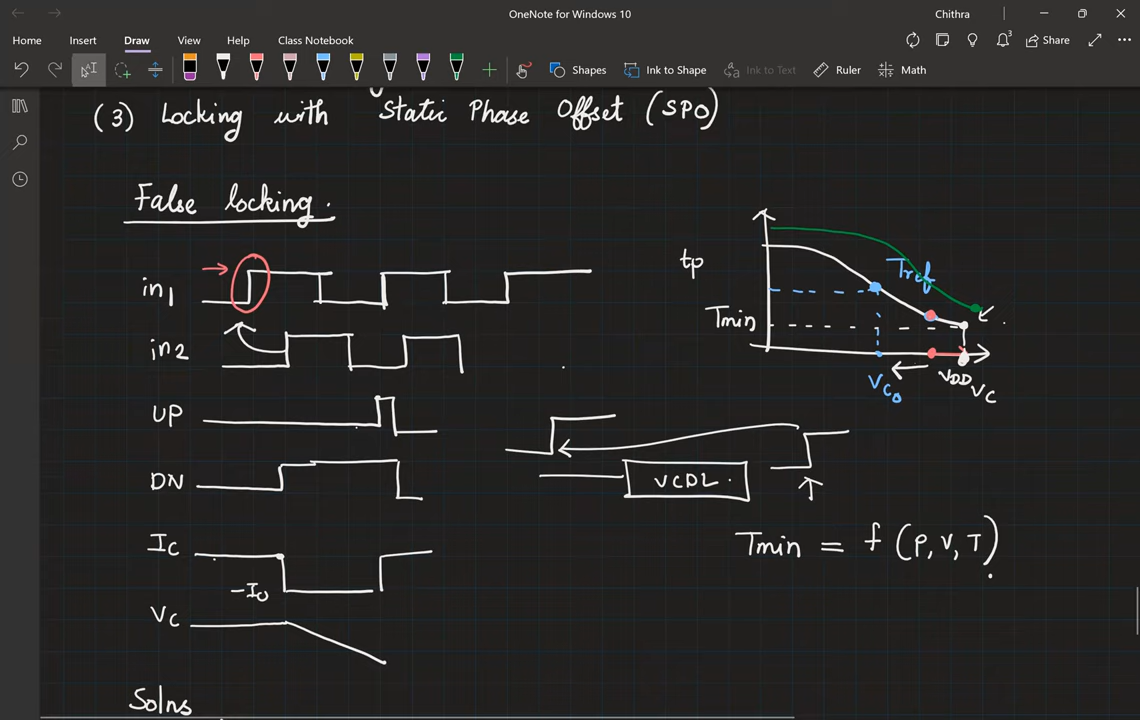 OneNote for Windows 10
Chithra
Home Insert Draw View Help Class Notebook
Share
Shapes Ink to Shape Ink to Text Ruler Math
(3) Locking with Static Phase Offset (SPO)
False locking.
in1
in2
UP
DN
Ic
-Io
Vc
tp
Tref
Tmin
Vco
VDD
Vc
VCDL
Tmin = f (P, V, T)
Solns